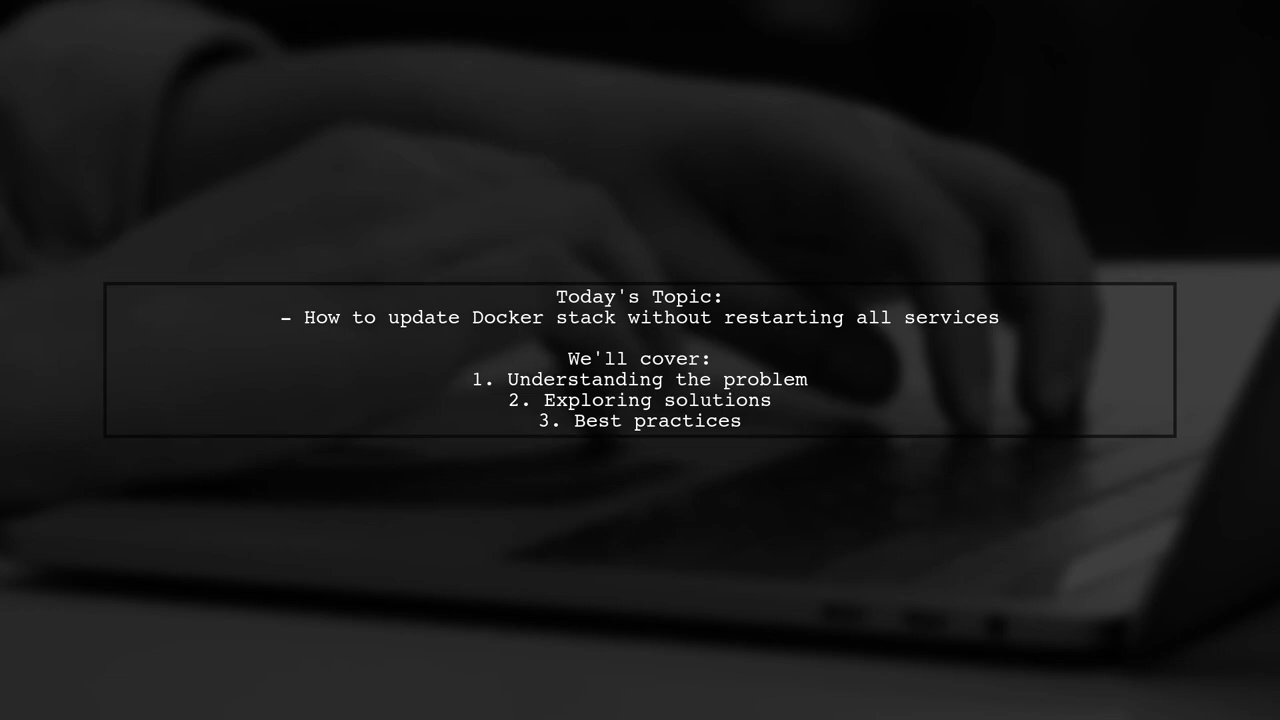 Today's Topic:
- How to update Docker stack without restarting all services
We'll cover:
1. Understanding the problem
2. Exploring solutions
3. Best practices